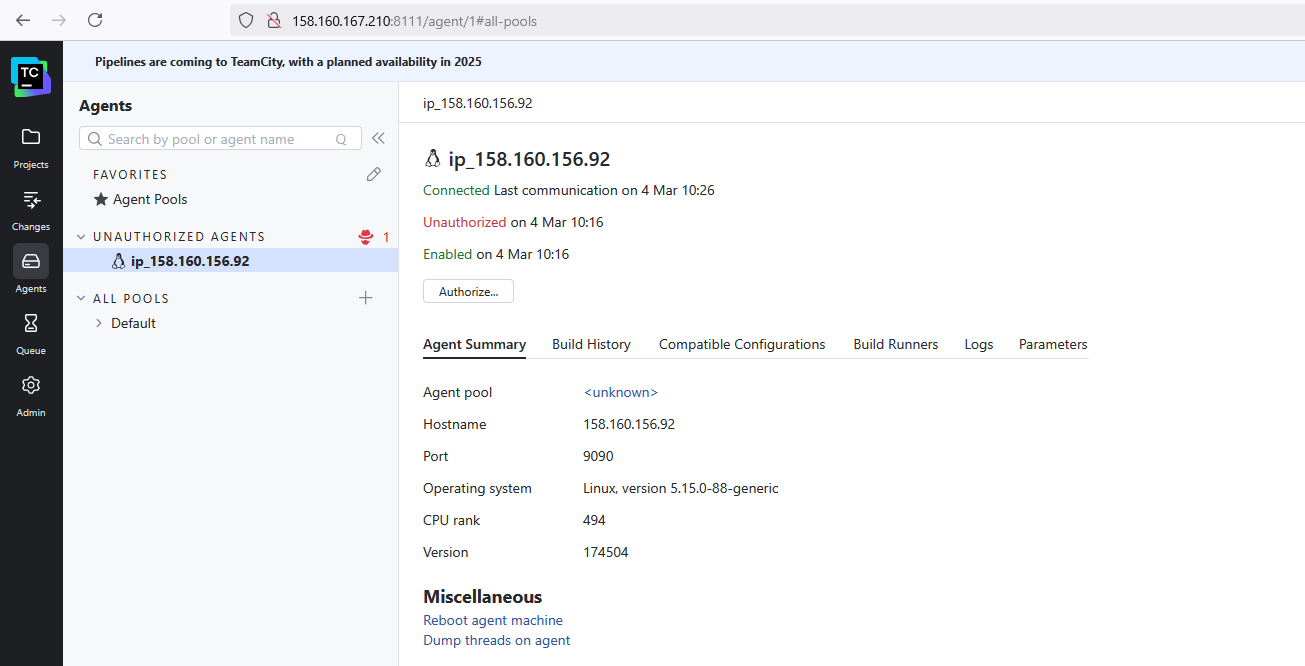 158.160.167.210:8111/agent/1#all-pools
TC
Pipelines are coming to TeamCity, with a planned availability in 2025
Projects
Changes
Agents
Queue
Admin
Agents
Search by pool or agent name Q
FAVORITES
Agent Pools
UNAUTHORIZED AGENTS 1
ip_158.160.156.92
ALL POOLS
Default
ip_158.160.156.92
ip_158.160.156.92
Connected Last communication on 4 Mar 10:26
Unauthorized on 4 Mar 10:16
Enabled on 4 Mar 10:16
Authorize...
Agent Summary Build History Compatible Configurations Build Runners Logs Parameters
Agent pool <unknown>
Hostname 158.160.156.92
Port 9090
Operating system Linux, version 5.15.0-88-generic
CPU rank 494
Version 174504
Miscellaneous
Reboot agent machine
Dump threads on agent